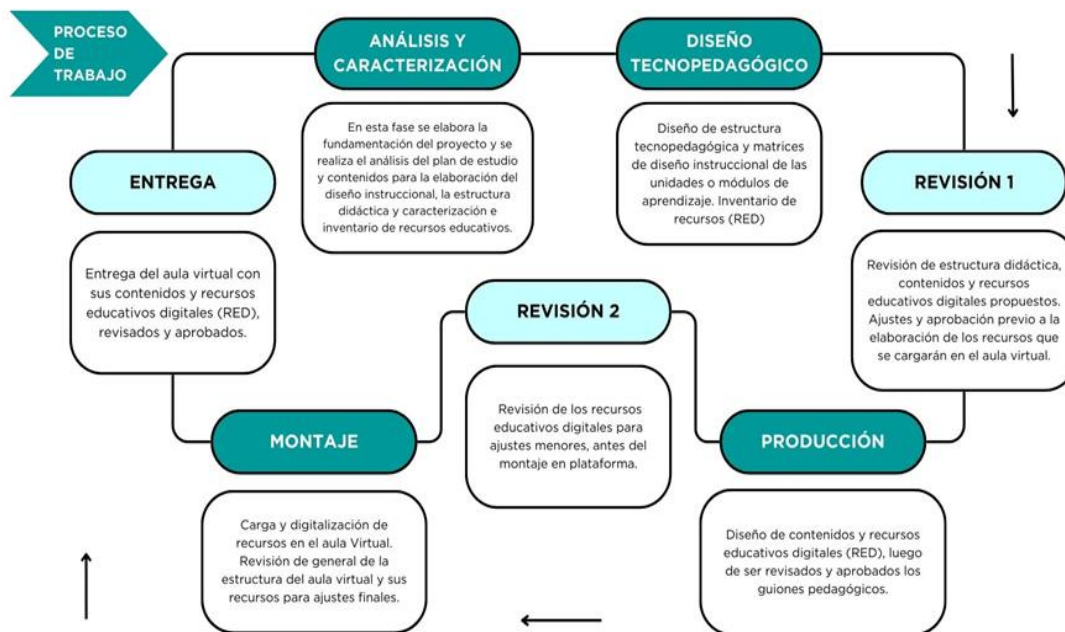 PROCESO
DE
TRABAJO
ANÁLISIS Y
CARACTERIZACIÓN
En esta fase se elabora la
fundamentación del proyecto y se
realiza el análisis del plan de estudio
y contenidos para la elaboración del
diseño instruccional, la estructura
didáctica y caracterización e
inventario de recursos educativos.
DISEÑO
TECNOPEDAGÓGICO
Diseño de estructura
tecnopedagógica y matrices
de diseño instruccional de las
unidades o módulos de
aprendizaje. Inventario de
recursos (RED)
REVISIÓN 1
Revisión de estructura didáctica,
contenidos y recursos
educativos digitales propuestos.
Ajustes y aprobación previo a la
elaboración de los recursos que
se cargarán en el aula virtual.
PRODUCCIÓN
Diseño de contenidos y recursos
educativos digitales (RED), luego
de ser revisados y aprobados los
guiones pedagógicos.
REVISIÓN 2
Revisión de los recursos
educativos digitales para
ajustes menores, antes del
montaje en plataforma.
MONTAJE
Carga y digitalización de
recursos en el aula Virtual.
Revisión de general de la
estructura del aula virtual y sus
recursos para ajustes finales.
ENTREGA
Entrega del aula virtual con
sus contenidos y recursos
educativos digitales (RED),
revisados y aprobados.